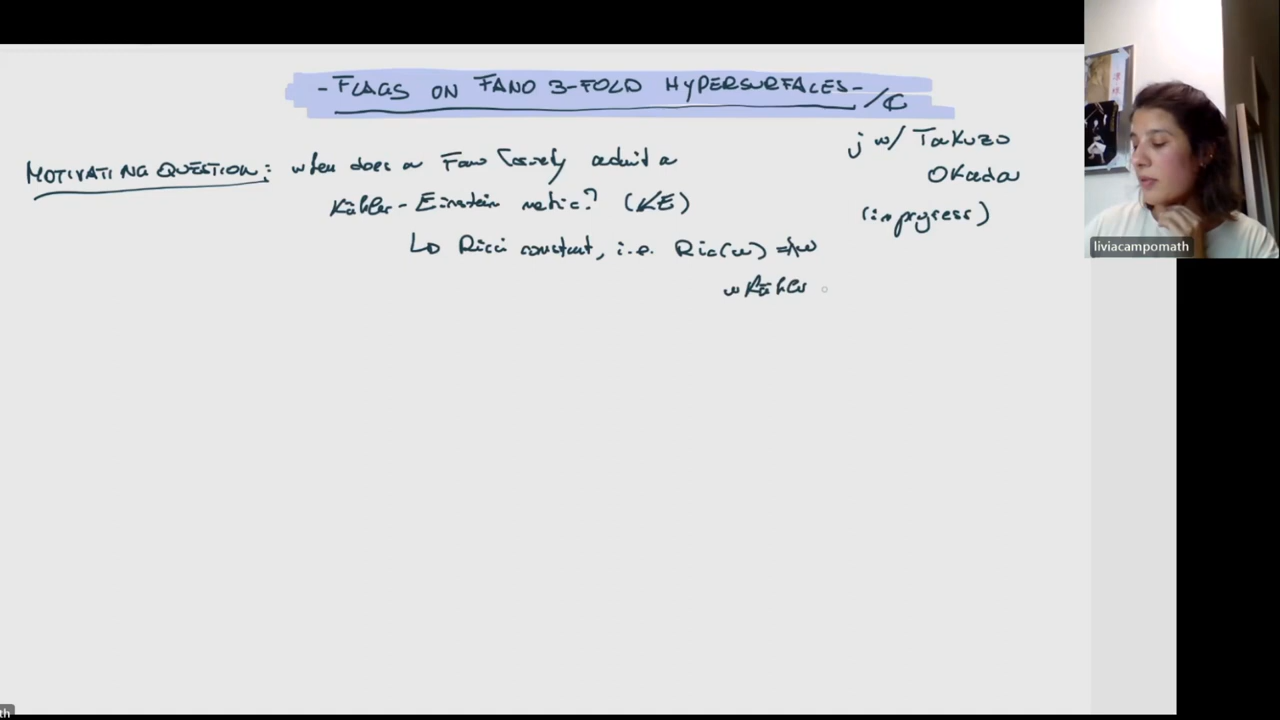 - FLAGS ON FANO 3-FOLD HYPERSURFACES - /C
j w/ Takuzo
Okada
(in progress)
MOTIVATING QUESTION: when does a Fano admit a
Kähler-Einstein metric? (KE)
Ricci constant, i.e. Ric(ω) = λω
ω Kähler
liviacampomath
th